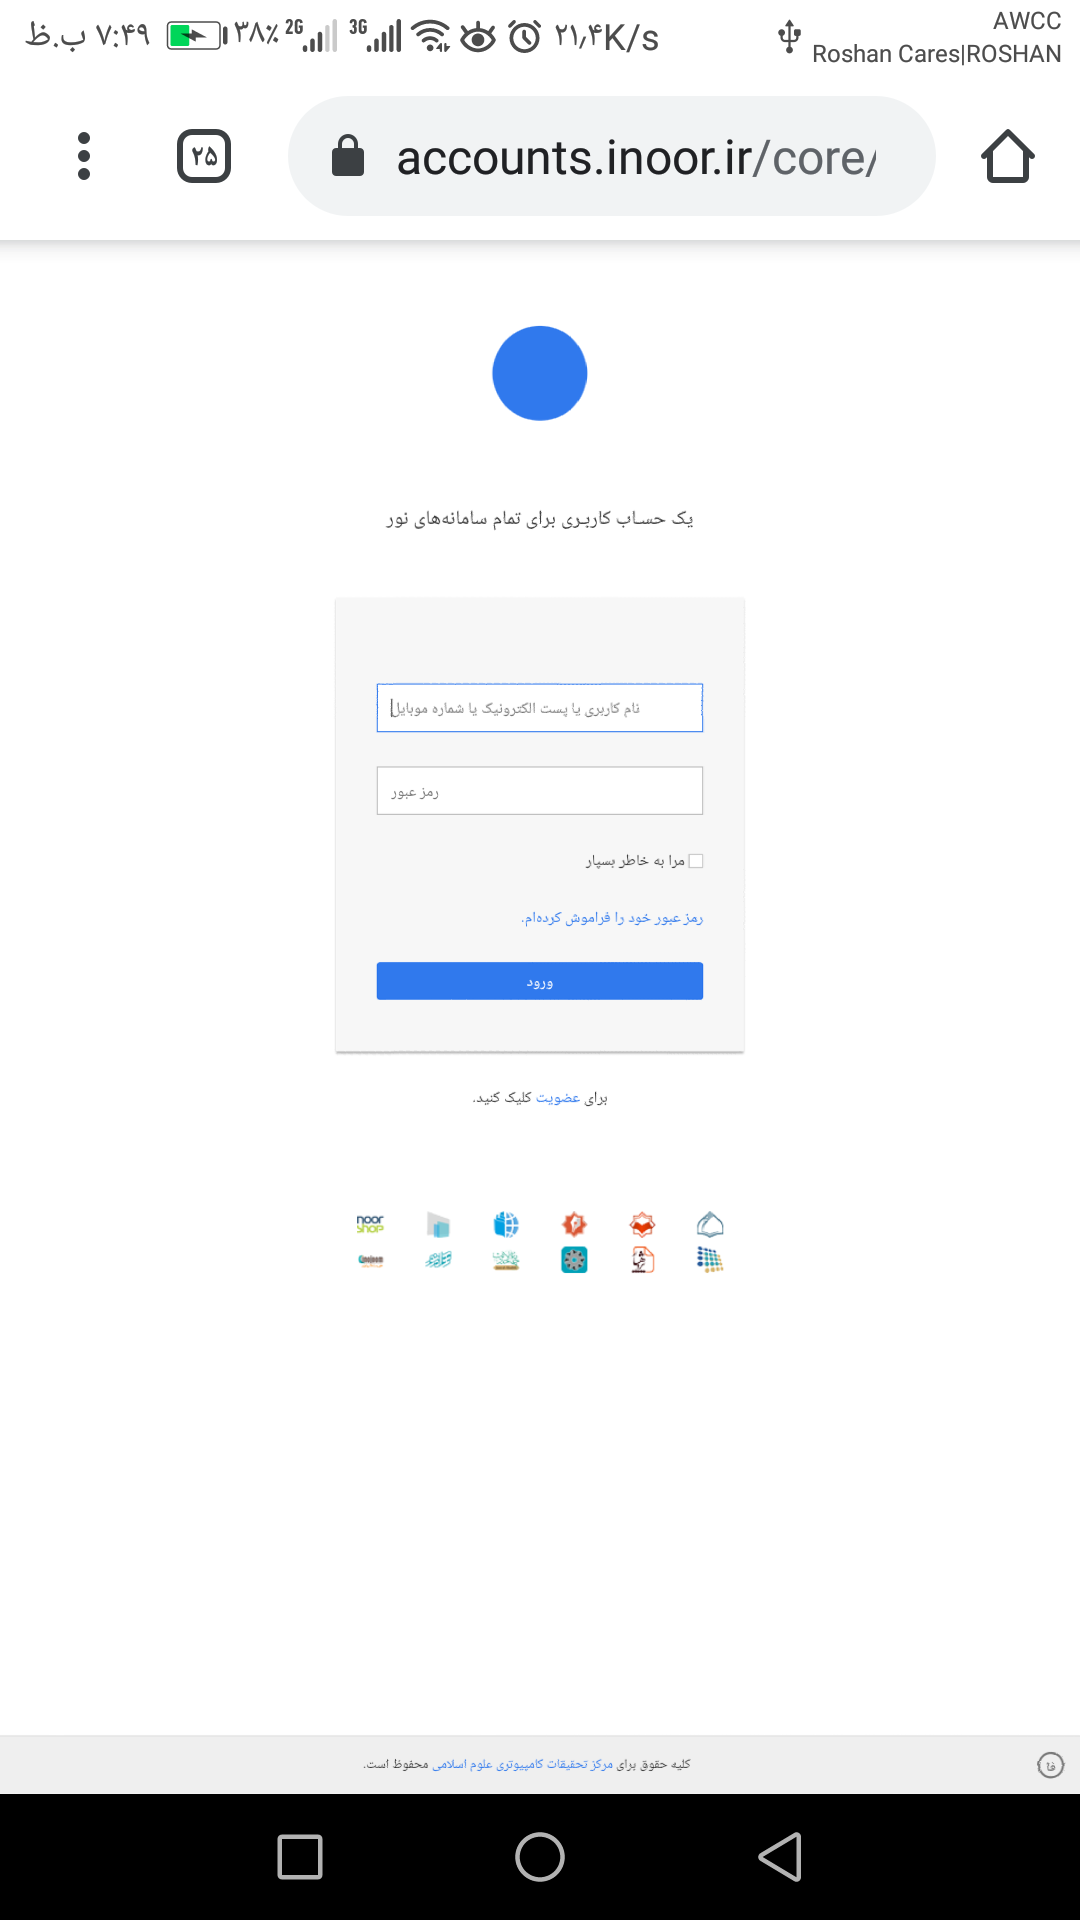 ۷:۴۹ ب.ظ ۳۸٪ 2G 3G ۲۱٫۴K/s
AWCC
Roshan Cares|ROSHAN
۲۵
accounts.inoor.ir/core/
یک حساب کاربری برای تمام سامانه‌های نور
نام کاربری یا پست الکترونیک یا شماره موبایل
رمز عبور
مرا به خاطر بسپار
رمز عبور خود را فراموش کرده‌ام.
ورود
برای عضویت کلیک کنید.
noor
shop
کلیه حقوق برای مرکز تحقیقات کامپیوتری علوم اسلامی محفوظ است.
فا